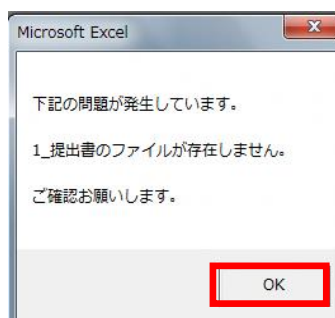 Microsoft Excel
下記の問題が発生しています。
1_提出書のファイルが存在しません。
ご確認お願いします。
OK